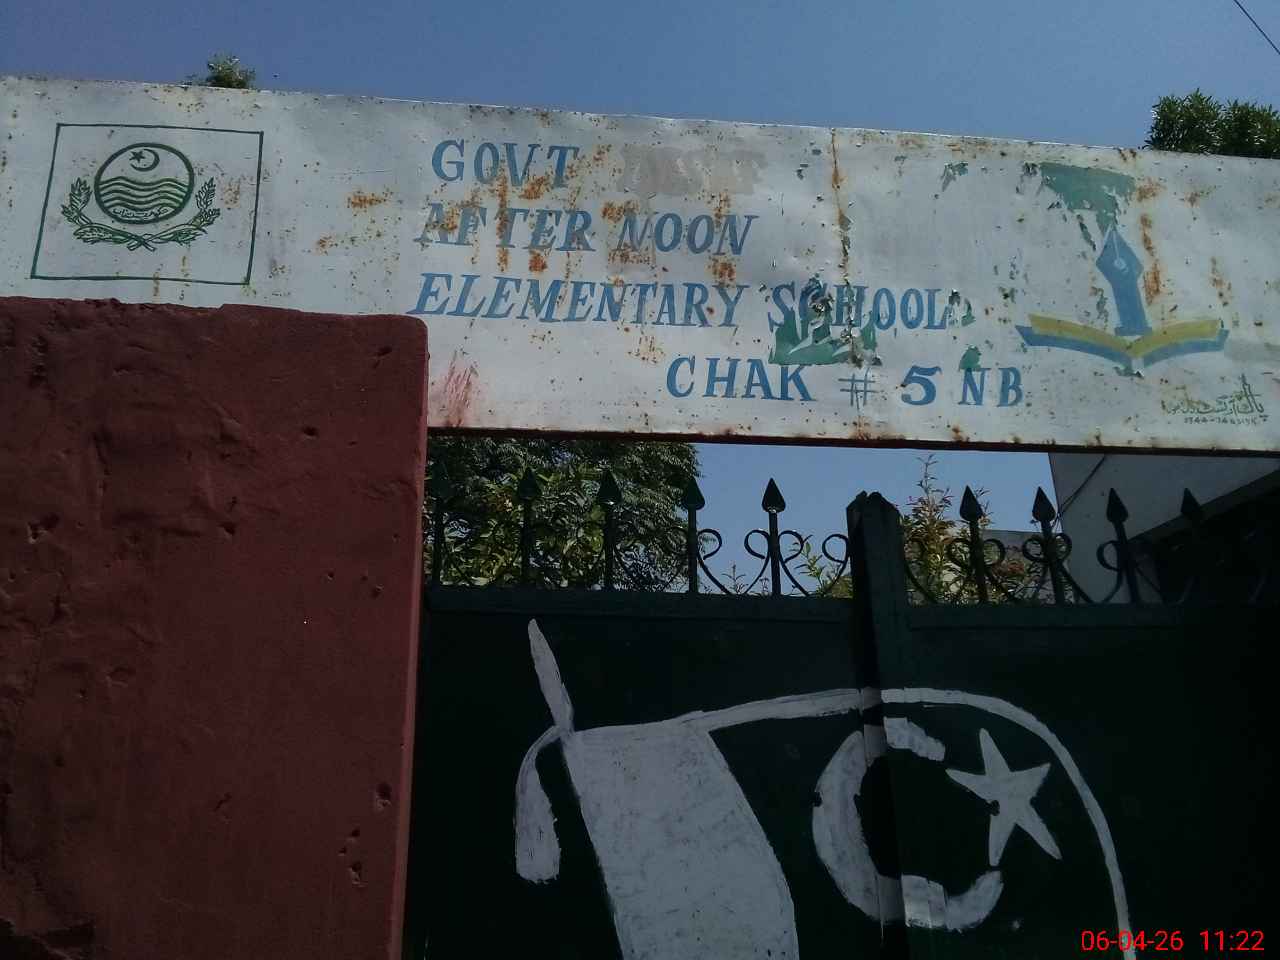 GOVT
AFTER NOON
ELEMENTARY SCHOOL
CHAK # 5 NB
06-04-26 11:22